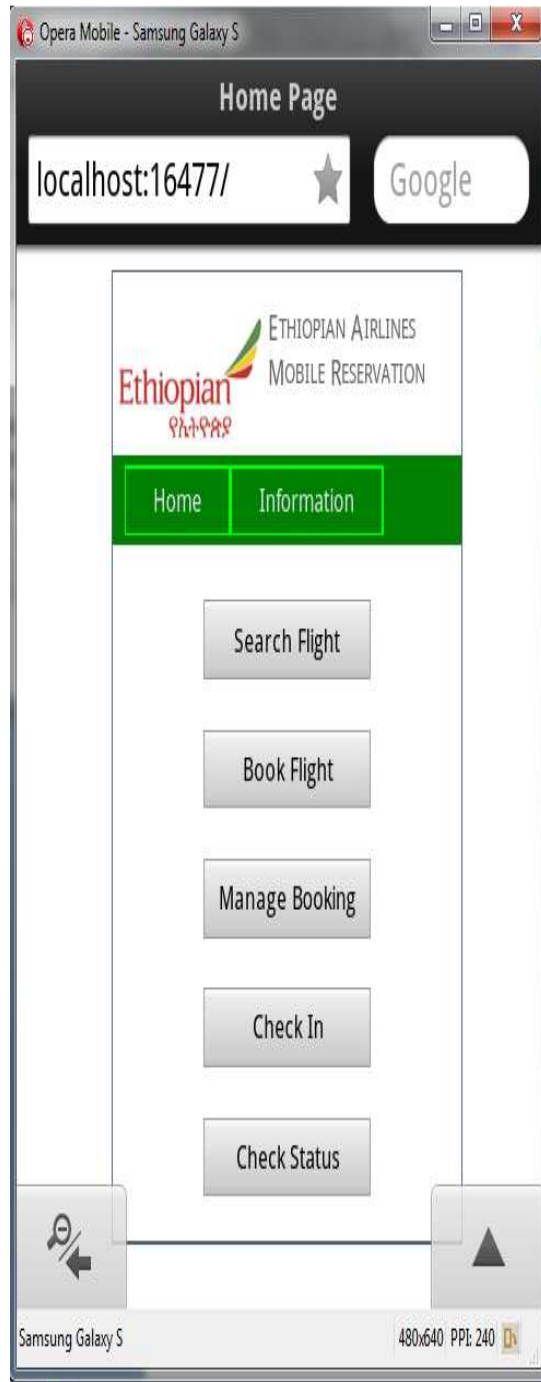 Opera Mobile - Samsung Galaxy S
Home Page
localhost:16477/
Google
ETHIOPIAN AIRLINES
MOBILE RESERVATION
Ethiopian
የኢትዮጵያ
Home Information
Search Flight
Book Flight
Manage Booking
Check In
Check Status
Samsung Galaxy S
480x640 PPI: 240